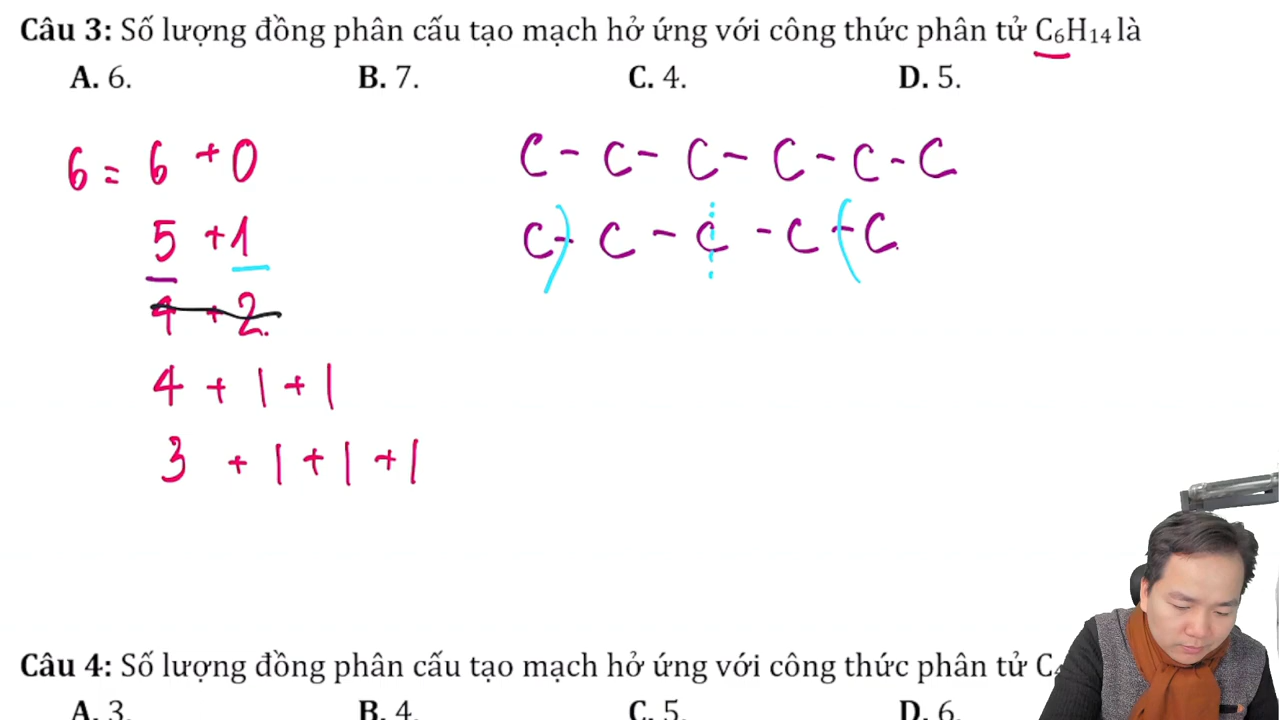 Câu 3: Số lượng đồng phân cấu tạo mạch hở ứng với công thức phân tử C₆H₁₄ là
A. 6. B. 7. C. 4. D. 5.
6 = 6 + 0
5 + 1
4 + 2.
4 + 1 + 1
3 + 1 + 1 + 1
C - C - C - C - C - C
C - C - C - C - C
Câu 4: Số lượng đồng phân cấu tạo mạch hở ứng với công thức phân tử
A. 3. B. 4. C. 5. D. 6.